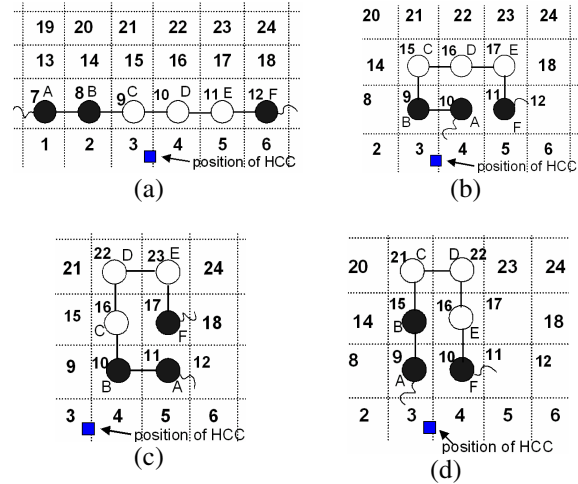 19 20 21 22 23 24
13 14 15 16 17 18
7 A 8 B 9 C 10 D 11 E 12 F
1 2 3 4 5 6
position of HCC
(a)
20 21 22 23 24
14 15 C 16 D 17 E 18
8 9 B 10 A 11 F 12
2 3 4 5 6
position of HCC
(b)
21 22 D 23 E 24
15 16 C 17 F 18
9 10 B 11 A 12
3 4 5 6
position of HCC
(c)
20 21 C D 22 23 24
14 15 B 16 E 17 18
8 9 A 10 F 11 12
2 3 4 5 6
position of HCC
(d)